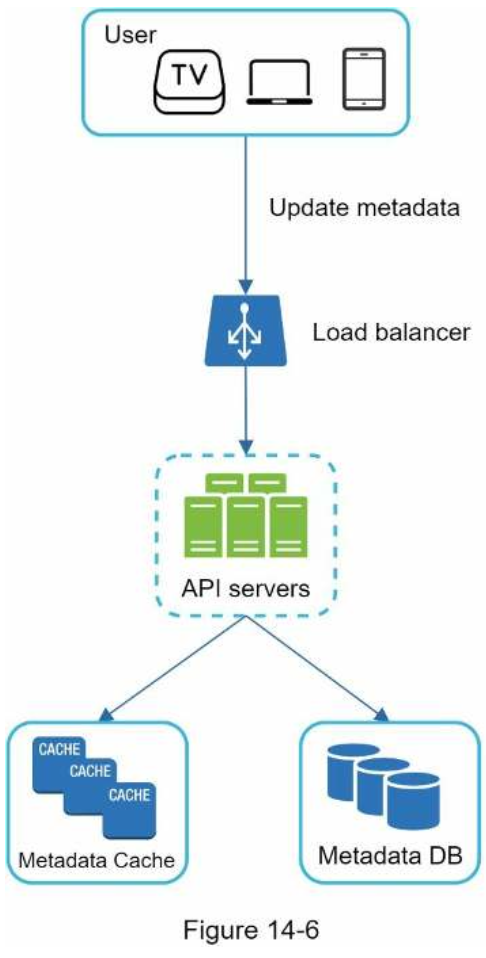 User
TV
Update metadata
Load balancer
API servers
CACHE
CACHE
CACHE
Metadata Cache
Metadata DB
Figure 14-6